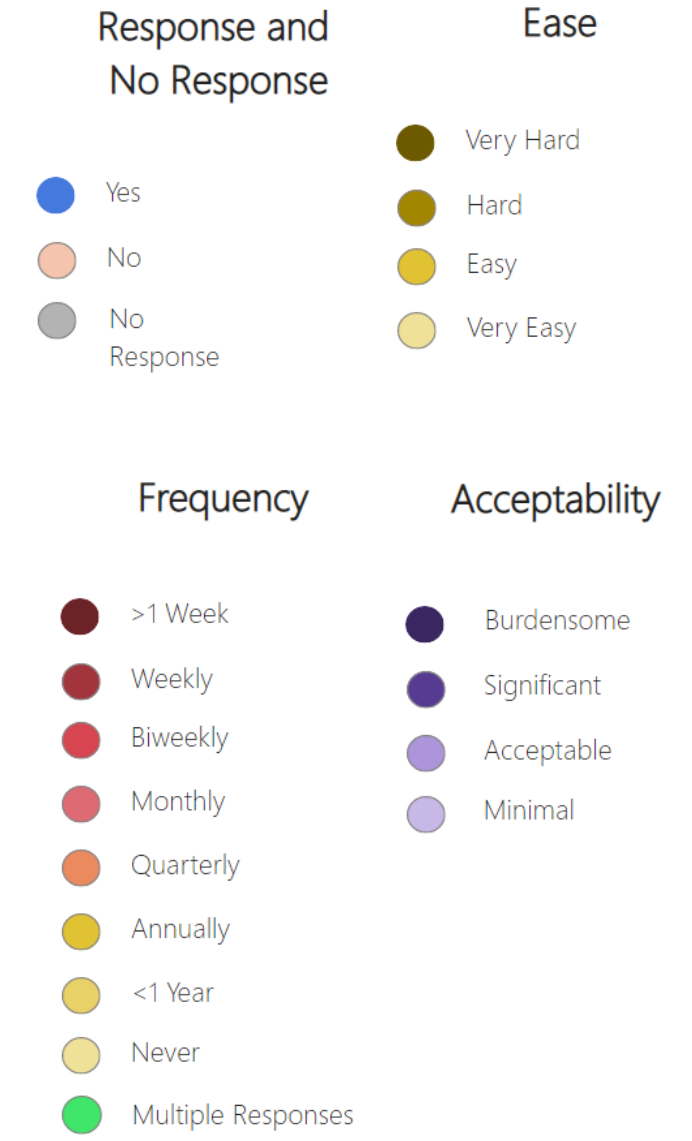 Response and
No Response
Yes
No
No
Response
Ease
Very Hard
Hard
Easy
Very Easy
Frequency
>1 Week
Weekly
Biweekly
Monthly
Quarterly
Annually
<1 Year
Never
Multiple Responses
Acceptability
Burdensome
Significant
Acceptable
Minimal